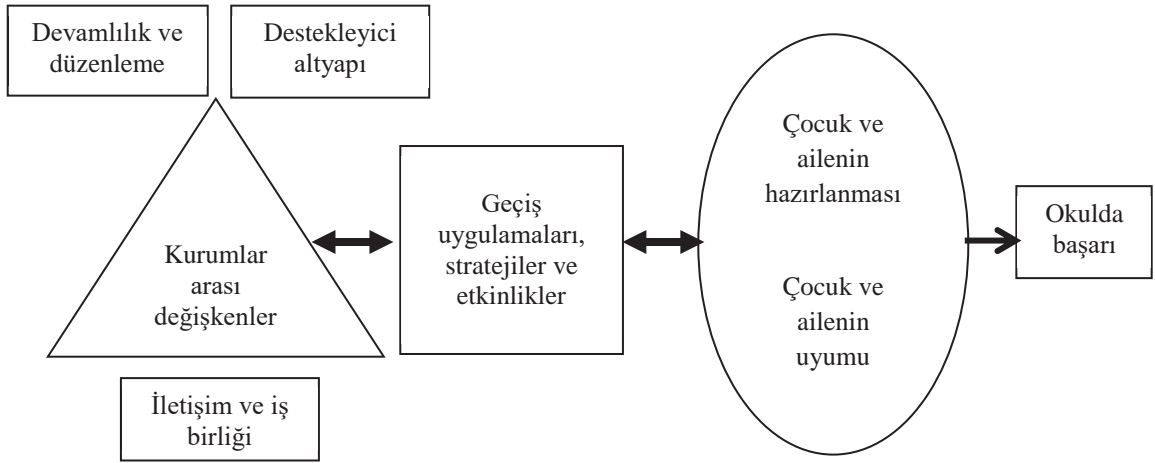 Devamlılık ve
düzenleme
Destekleyici
altyapı
Kurumlar
arası
değişkenler
İletişim ve iş
birliği
Geçiş
uygulamaları,
stratejiler ve
etkinlikler
Çocuk ve
ailenin
hazırlanması
Çocuk ve
ailenin
uyumu
Okulda
başarı